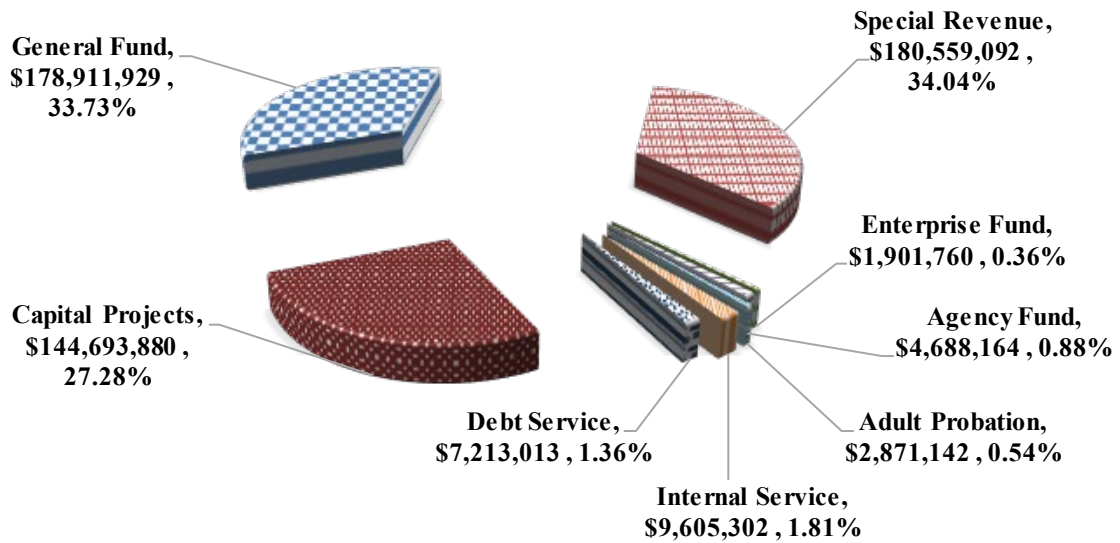 General Fund,
$178,911,929 ,
33.73%
Special Revenue,
$180,559,092 ,
34.04%
Enterprise Fund,
$1,901,760 , 0.36%
Agency Fund,
$4,688,164 , 0.88%
Adult Probation,
$2,871,142 , 0.54%
Internal Service,
$9,605,302 , 1.81%
Debt Service,
$7,213,013 , 1.36%
Capital Projects,
$144,693,880 ,
27.28%